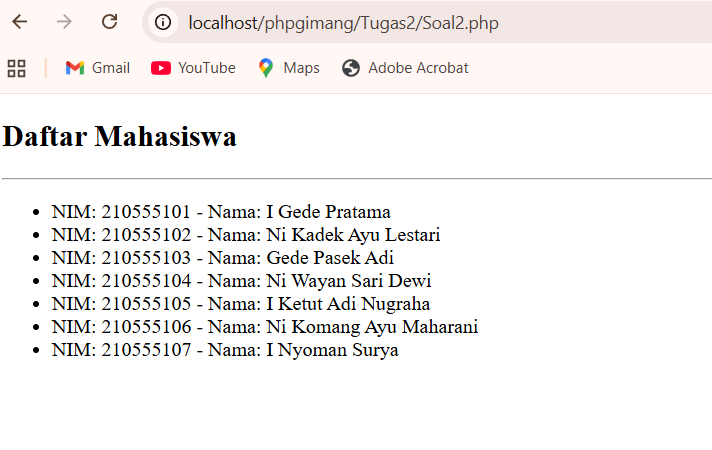 localhost/phpgimang/Tugas2/Soal2.php
Gmail YouTube Maps Adobe Acrobat
Daftar Mahasiswa
• NIM: 210555101 - Nama: I Gede Pratama
• NIM: 210555102 - Nama: Ni Kadek Ayu Lestari
• NIM: 210555103 - Nama: Gede Pasek Adi
• NIM: 210555104 - Nama: Ni Wayan Sari Dewi
• NIM: 210555105 - Nama: I Ketut Adi Nugraha
• NIM: 210555106 - Nama: Ni Komang Ayu Maharani
• NIM: 210555107 - Nama: I Nyoman Surya